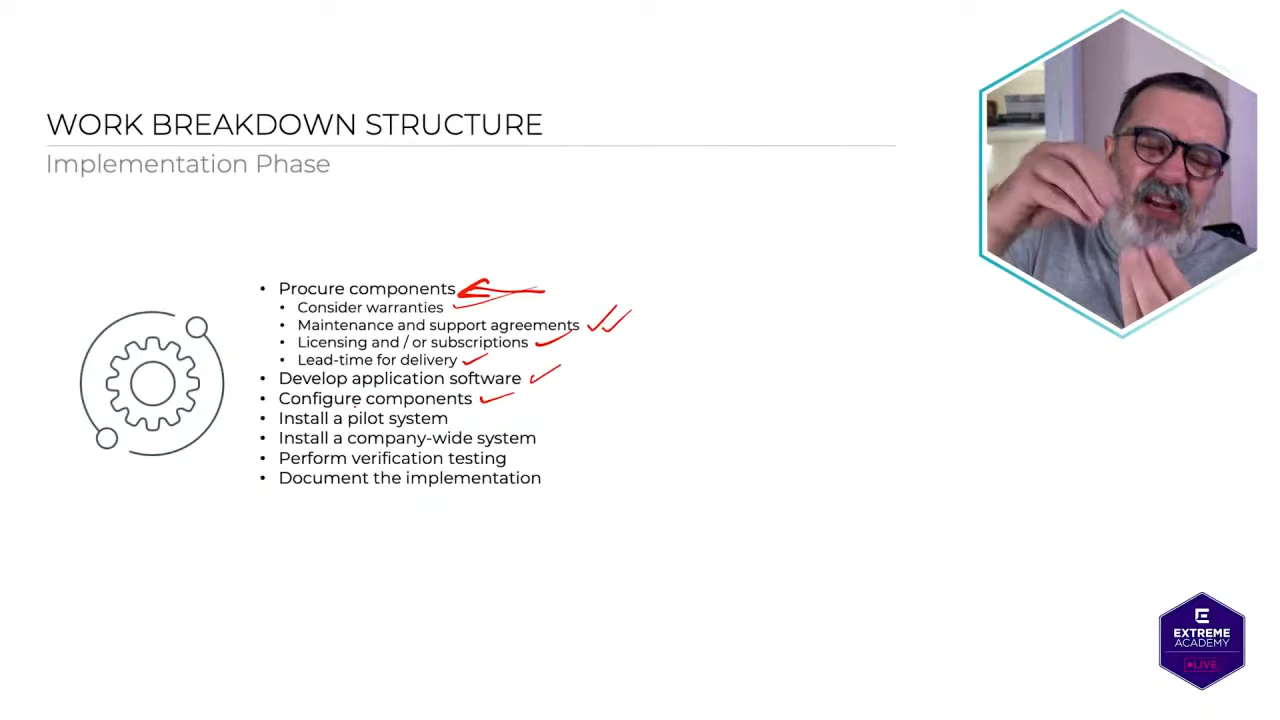 WORK BREAKDOWN STRUCTURE
Implementation Phase
• Procure components
• Consider warranties
• Maintenance and support agreements
• Licensing and / or subscriptions
• Lead-time for delivery
• Develop application software
• Configure components
• Install a pilot system
• Install a company-wide system
• Perform verification testing
• Document the implementation
EXTREME
ACADEMY
LIVE